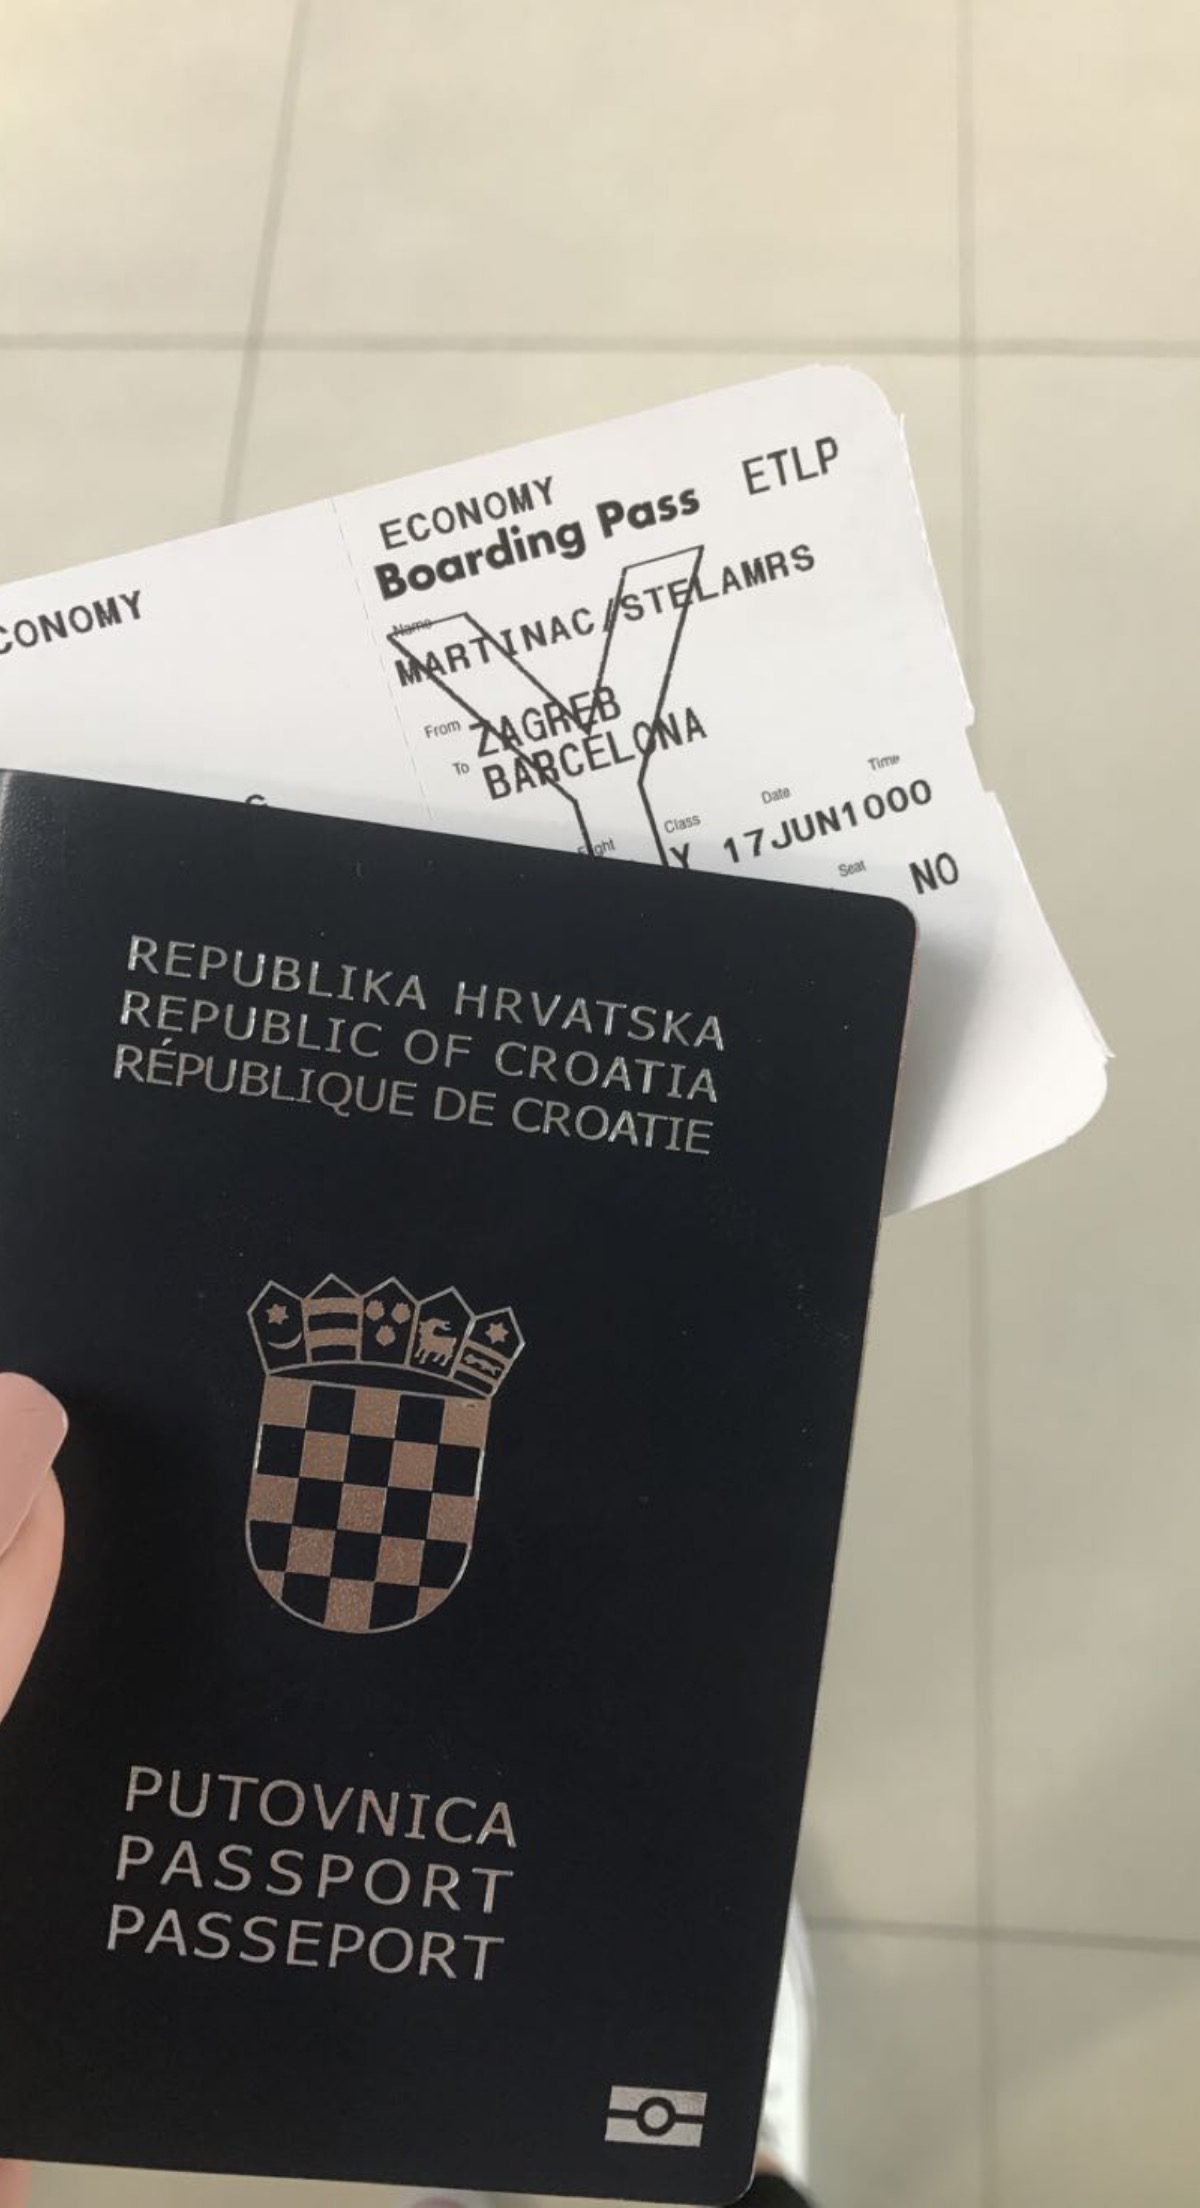 CONOMY
ECONOMY
Boarding Pass ETLP
Name
MARTINAC/STELAMRS
From ZAGREB
To BARCELONA
Class Date Time
Y 17JUN1000
Seat NO
REPUBLIKA HRVATSKA
REPUBLIC OF CROATIA
RÉPUBLIQUE DE CROATIE
PUTOVNICA
PASSPORT
PASSEPORT